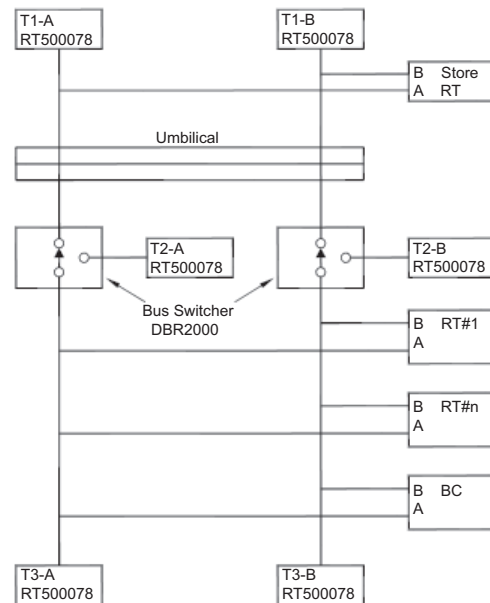 T1-A
RT500078
T1-B
RT500078
B Store
A RT
Umbilical
T2-A
RT500078
T2-B
RT500078
Bus Switcher
DBR2000
B RT#1
A
B RT#n
A
B BC
A
T3-A
RT500078
T3-B
RT500078